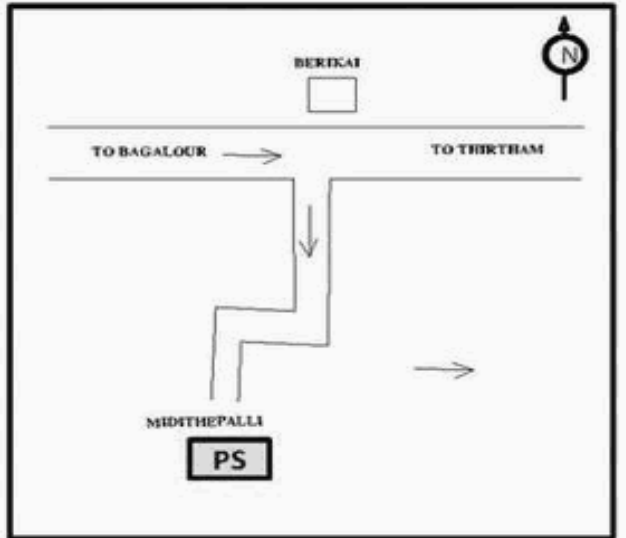 N
BERIKAI
TO BAGALOUR
TO THIRTHAM
MIDITHEPALLI
PS